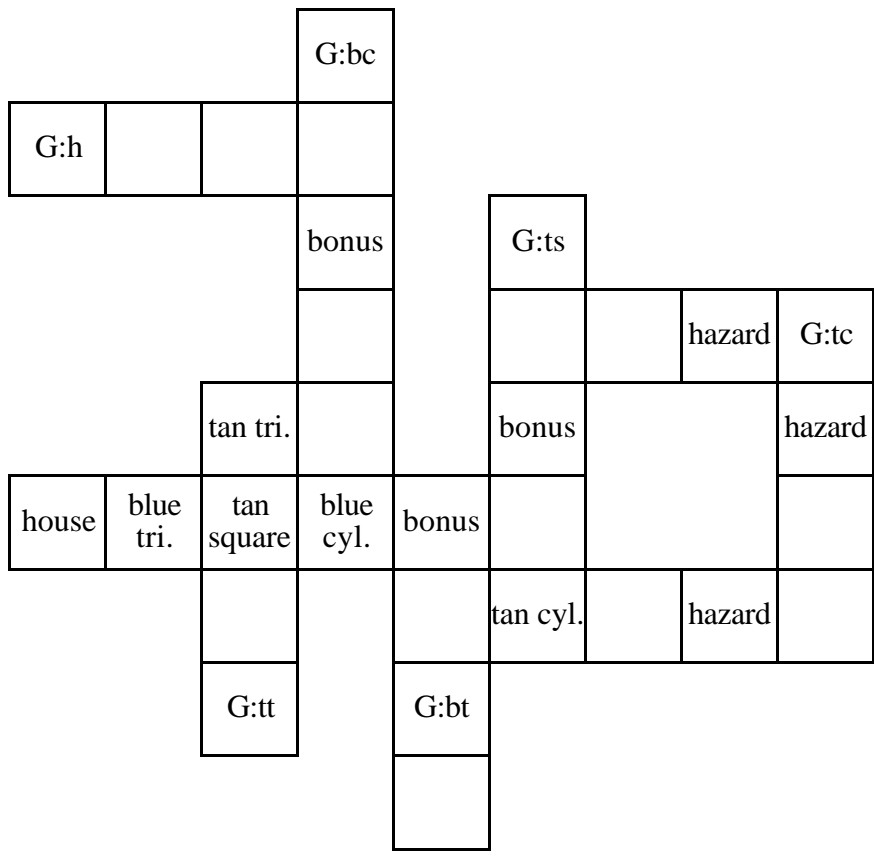 G:bc
G:h
bonus
G:ts
hazard
G:tc
tan tri.
bonus
hazard
house
blue
tri.
tan
square
blue
cyl.
bonus
tan cyl.
hazard
G:tt
G:bt